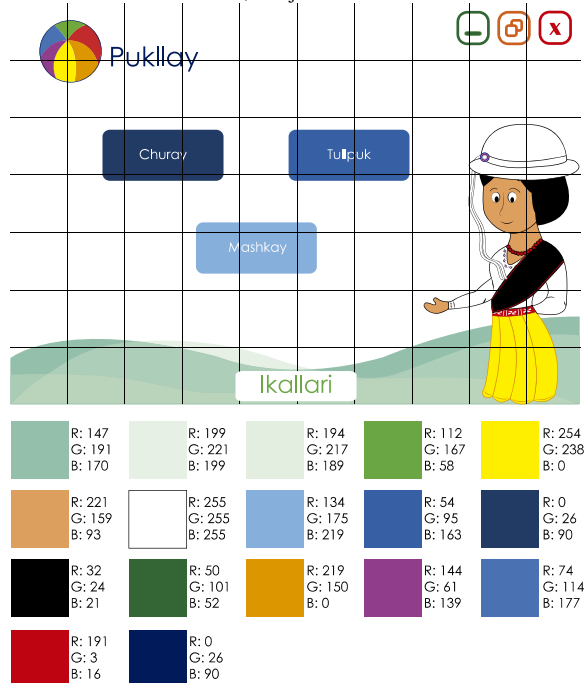 Pukllay
x
Churay
Tullpuk
Mashkay
Ikallari
R: 147
G: 191
B: 170
R: 199
G: 221
B: 199
R: 194
G: 217
B: 189
R: 112
G: 167
B: 58
R: 254
G: 238
B: 0
R: 221
G: 159
B: 93
R: 255
G: 255
B: 255
R: 134
G: 175
B: 219
R: 54
G: 95
B: 163
R: 0
G: 26
B: 90
R: 32
G: 24
B: 21
R: 50
G: 101
B: 52
R: 219
G: 150
B: 0
R: 144
G: 61
B: 139
R: 74
G: 114
B: 177
R: 191
G: 3
B: 16
R: 0
G: 26
B: 90